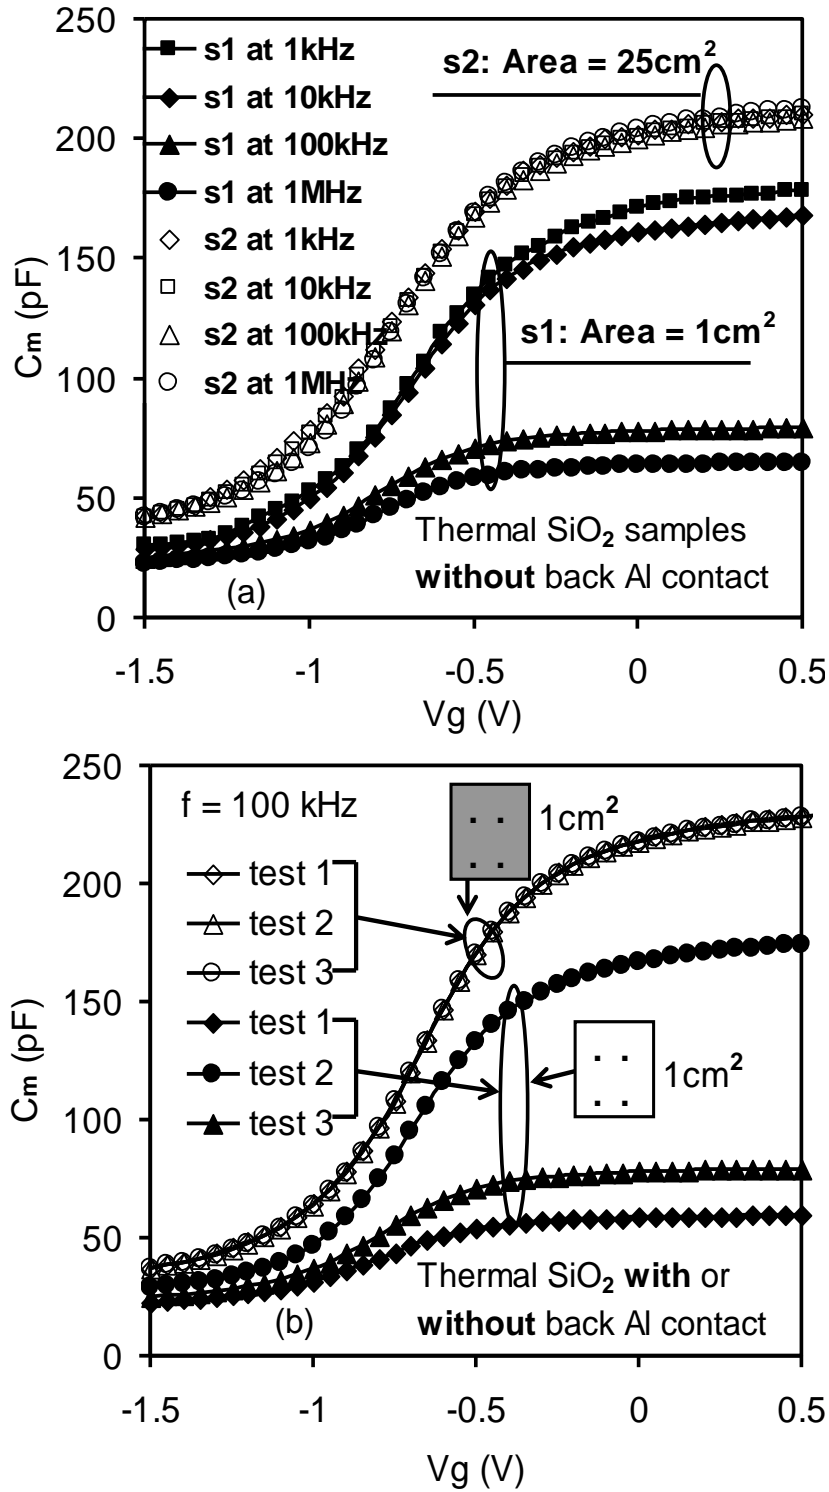 250
200
150
100
50
0
Cm (pF)
s1 at 1kHz
s1 at 10kHz
s1 at 100kHz
s1 at 1MHz
s2 at 1kHz
s2 at 10kHz
s2 at 100kHz
s2 at 1MHz
s2: Area = 25cm²
s1: Area = 1cm²
Thermal SiO₂ samples
without back Al contact
(a)
-1.5 -1 -0.5 0 0.5
Vg (V)
250
200
150
100
50
0
Cm (pF)
f = 100 kHz
1cm²
test 1
test 2
test 3
test 1
test 2
test 3
1cm²
Thermal SiO₂ with or
without back Al contact
(b)
-1.5 -1 -0.5 0 0.5
Vg (V)